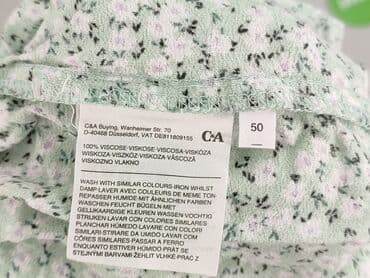 C&A Buying, Wanheimer Str. 70
D-40468 Düsseldorf, VAT DE811809155
C&A
50
100% VISCOSE-VISKOSE-VISCOSA-VISKÓZA
WISKOZA-VISZKÓZ-VISKOZA-VÂSCOZĂ
VISKOZNO VLAKNO
WASH WITH SIMILAR COLOURS-IRON WHILST
DAMP LAVER AVEC COULEURS DE MEME TON-
REPASSER HUMIDE MIT ÄHNLICHEN FARBEN
WASCHEN-FEUCHT BÜGELN MET
GELIJKAARDIGE KLEUREN WASSEN VOCHTIG
STRIJKEN LAVAR CON COLORES SIMILARES-
PLANCHAR HÚMEDO LAVARE CON COLORI
SIMILARI-STIRARE DA UMIDO LAVAR COM
CÔRES SIMILARES-PASSAR A FERRO
ENQUANTO ESTIVER HÚMIDO PRÁT SE
STEJNÝMI BARVAMI ŽEHLIT VLHKÉ PRAĆ